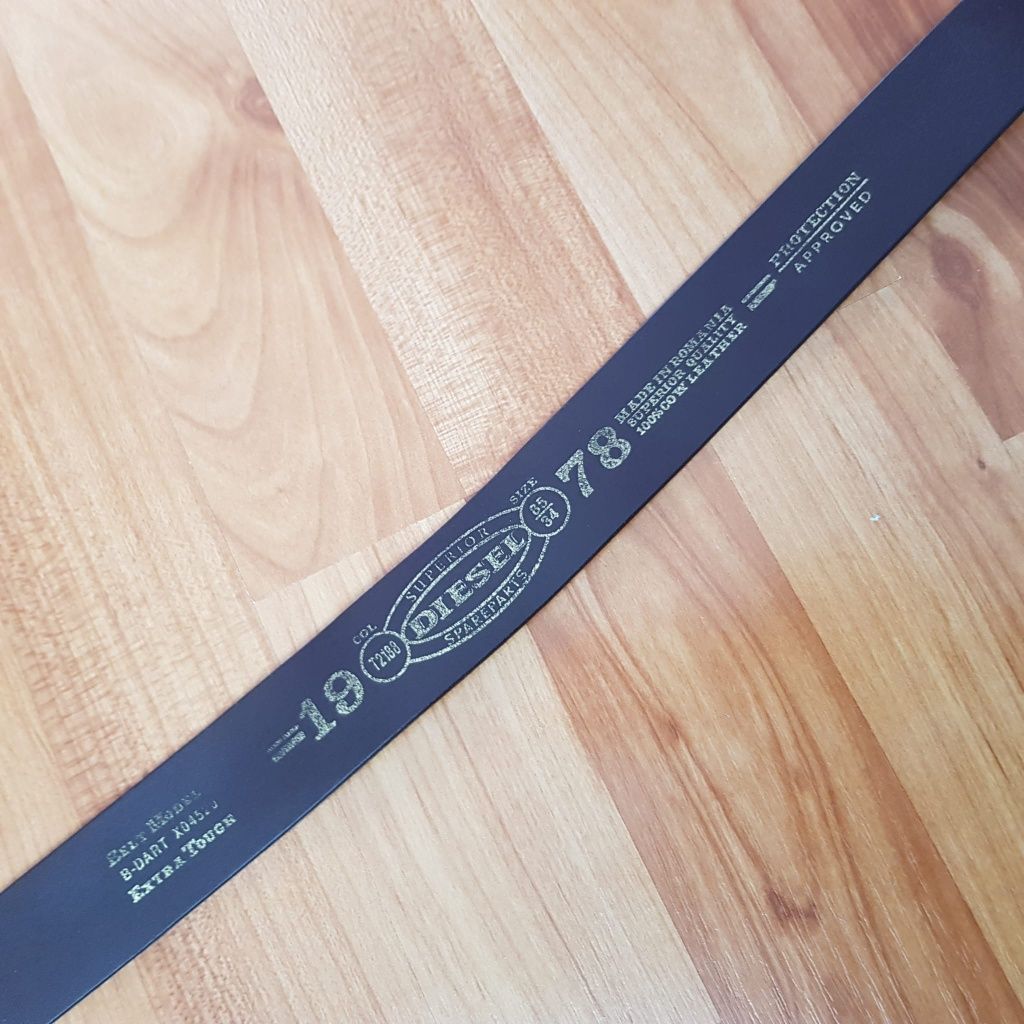 BELT MODEL
B-DART
EXTRA TOUGH
19
COL
72188
SUPERIOR
DIESEL
SPAREPARTS
SIZE
85
34
78
MADE IN ROMANIA
SUPERIOR QUALITY
100% COW LEATHER
PROTECTION
APPROVED